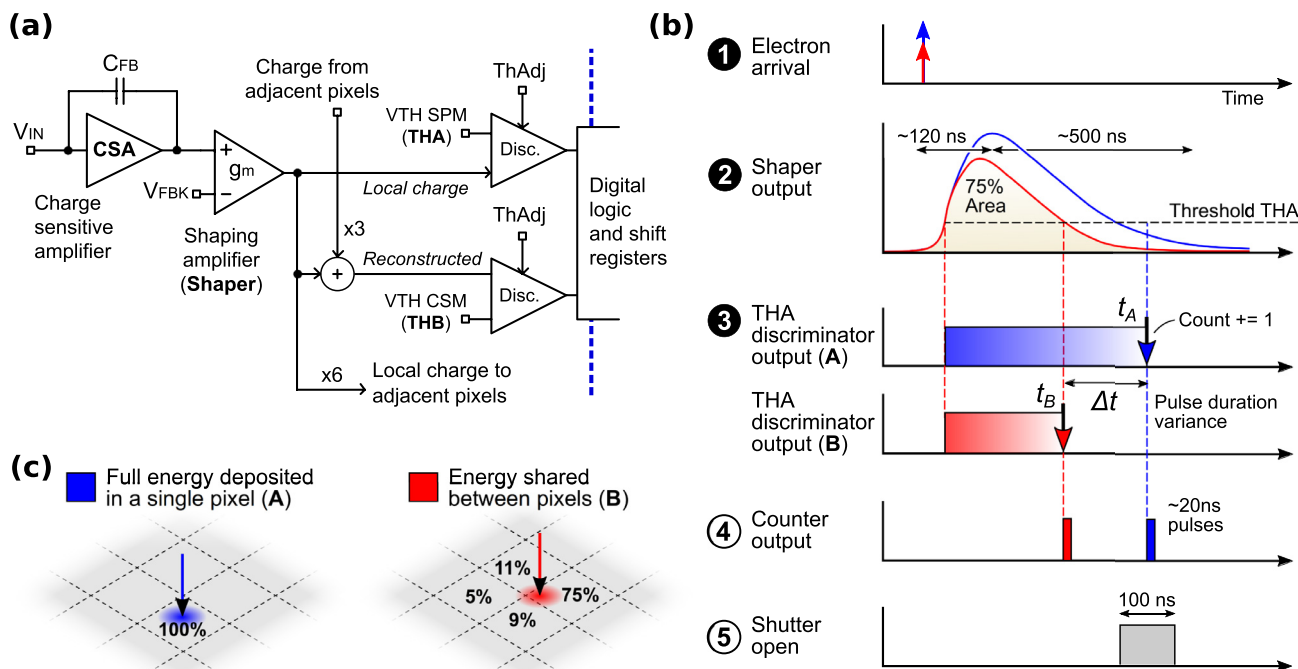 (a)
CFB
VIN
CSA
Charge
sensitive
amplifier
VFBK
+
gm
−
Shaping
amplifier
(Shaper)
Charge from
adjacent pixels
x3
+
Local charge
Reconstructed
ThAdj
VTH SPM
(THA)
Disc.
ThAdj
VTH CSM
(THB)
Disc.
Digital
logic
and shift
registers
x6
Local charge to
adjacent pixels
(b)
1
Electron
arrival
Time
2
Shaper
output
~120 ns
~500 ns
75%
Area
Threshold THA
3
THA
discriminator
output (A)
tA
Count += 1
THA
discriminator
output (B)
tB
Δt
Pulse duration
variance
4
Counter
output
~20ns
pulses
5
Shutter
open
100 ns
(c)
Full energy deposited
in a single pixel (A)
100%
Energy shared
between pixels (B)
11%
5%
75%
9%